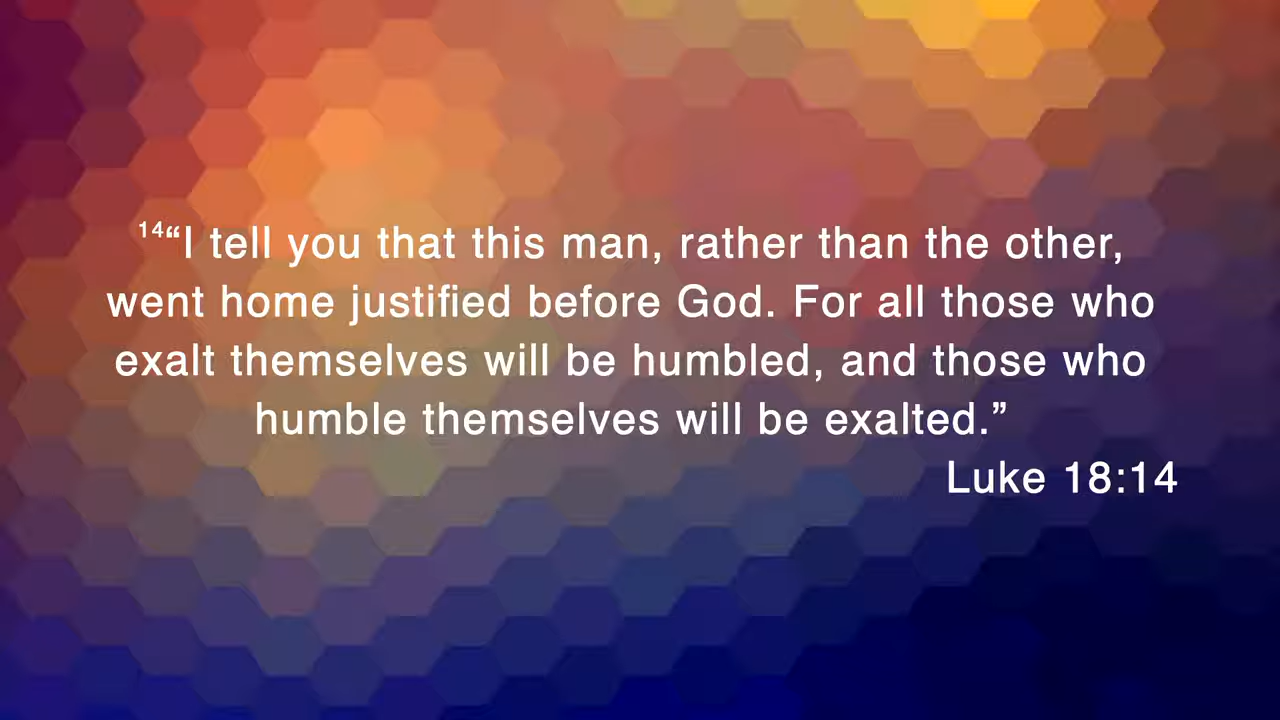 ¹⁴“I tell you that this man, rather than the other,
went home justified before God. For all those who
exalt themselves will be humbled, and those who
humble themselves will be exalted.”
Luke 18:14